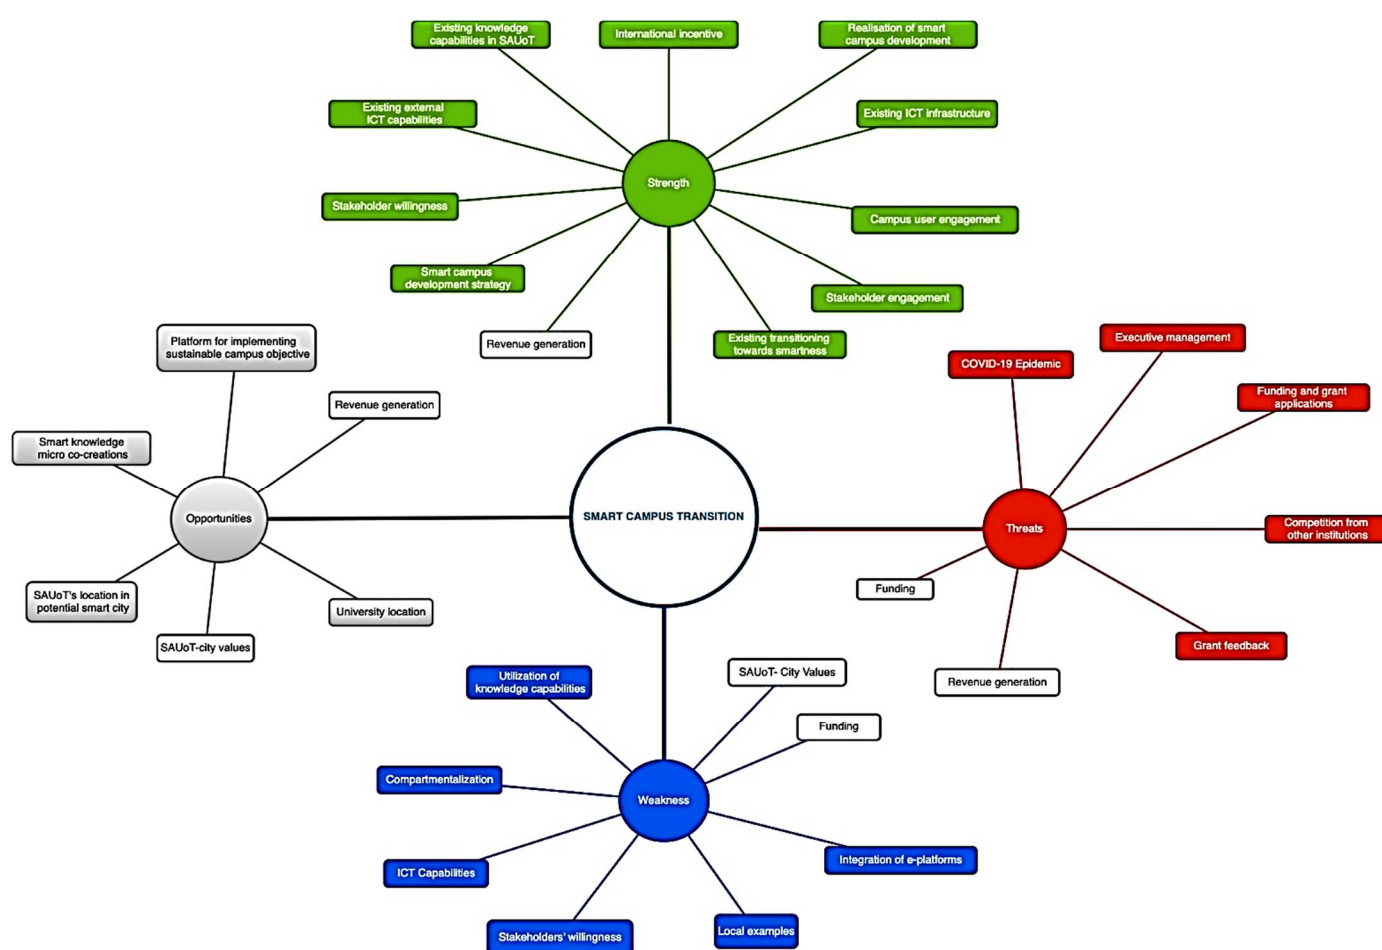 Existing knowledge
capabilities in SAUoT
International incentive
Realisation of smart
campus development
Existing external
ICT capabilities
Existing ICT infrastructure
Strength
Stakeholder willingness
Campus user engagement
Smart campus
development strategy
Stakeholder engagement
Revenue generation
Existing transitioning
towards smartness
Platform for implementing
sustainable campus objective
Revenue generation
Smart knowledge
micro co-creations
Opportunities
SAUoT's location in
potential smart city
SAUoT-city values
University location
SMART CAMPUS TRANSITION
COVID-19 Epidemic
Executive management
Funding and grant
applications
Threats
Competition from
other institutions
Funding
Grant feedback
Revenue generation
Utilization of
knowledge capabilities
SAUoT- City Values
Funding
Compartmentalization
Weakness
ICT Capabilities
Integration of e-platforms
Stakeholders' willingness
Local examples